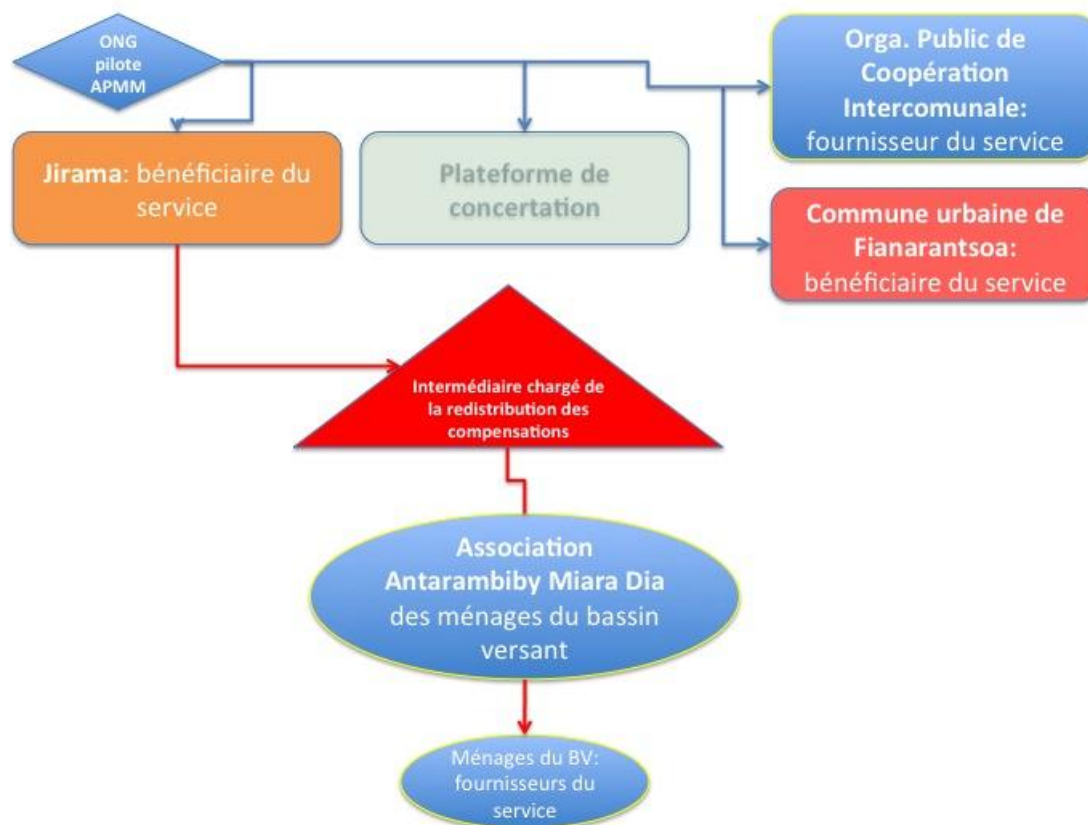 ONG
pilote
APMM
Orga. Public de
Coopération
Intercomunale:
fournisseur du service
Jirama: bénéficiaire du
service
Plateforme de
concertation
Commune urbaine de
Fianarantsoa:
bénéficiaire du service
Intermédiaire chargé de
la redistribution des
compensations
Association
Antarambiby Miara Dia
des ménages du bassin
versant
Ménages du BV:
fournisseurs du
service